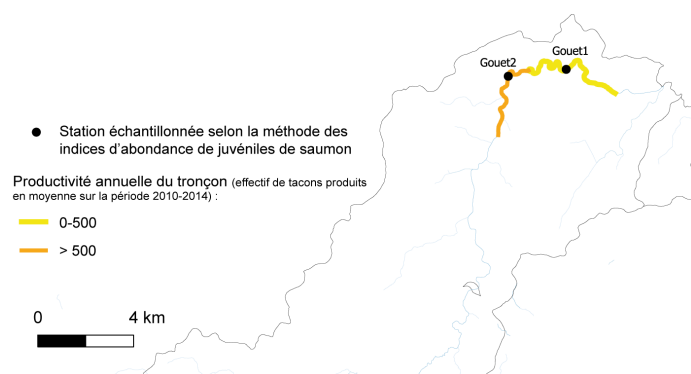 Gouet1
Gouet2
Station échantillonnée selon la méthode des
indices d'abondance de juvéniles de saumon
Productivité annuelle du tronçon (effectif de tacons produits
en moyenne sur la période 2010-2014) :
0-500
> 500
0 4 km